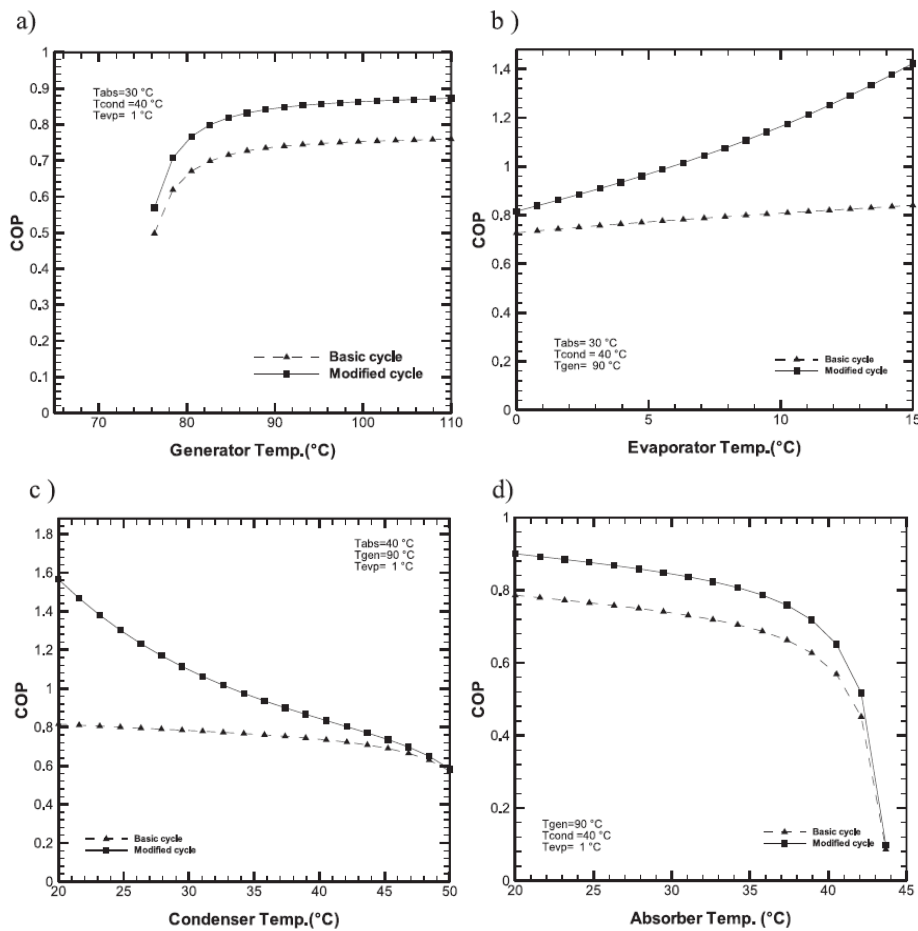 a)
1
0.9
0.8
0.7
0.6
0.5
0.4
0.3
0.2
0.1
0
COP
Tabs=30 °C
Tcond =40 °C
Tevp= 1 °C
Basic cycle
Modified cycle
70 80 90 100 110
Generator Temp.(°C)
b )
1.4
1.2
1
0.8
0.6
0.4
0.2
0
COP
Tabs= 30 °C
Tcond = 40 °C
Tgen= 90 °C
Basic cycle
Modified cycle
0 5 10 15
Evaporator Temp.(°C)
c )
1.8
1.6
1.4
1.2
1
0.8
0.6
0.4
0.2
0
COP
Tabs=40 °C
Tgen=90 °C
Tevp= 1 °C
Basic cycle
Modified cycle
20 25 30 35 40 45 50
Condenser Temp.(°C)
d)
1
0.8
0.6
0.4
0.2
0
COP
Tgen=90 °C
Tcond=40 °C
Tevp= 1 °C
Basic cycle
Modified cycle
20 25 30 35 40 45
Absorber Temp. (°C)